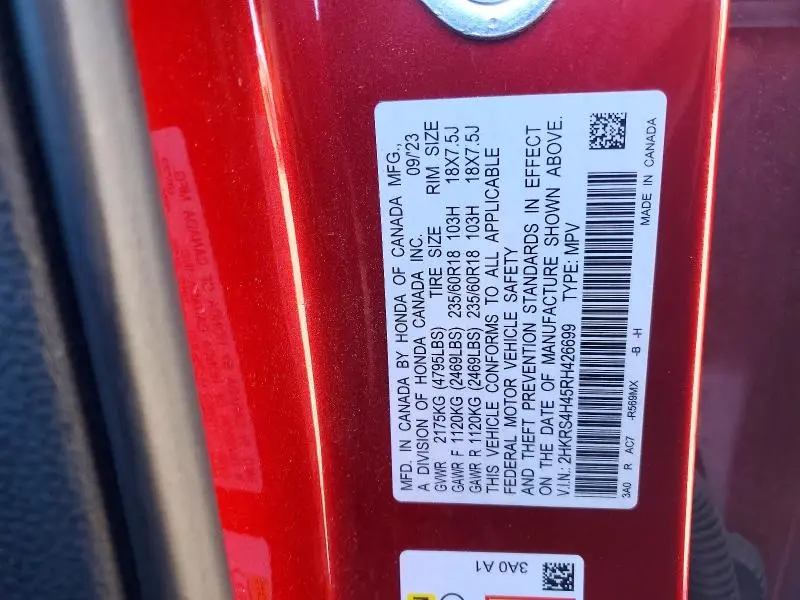 MFD. IN CANADA BY HONDA OF CANADA MFG.,
A DIVISION OF HONDA CANADA INC. 09/'23
GVWR 2175KG (4795LBS) TIRE SIZE RIM SIZE
GAWR F 1120KG (2469LBS) 235/60R18 103H 18X7.5J
GAWR R 1120KG (2469LBS) 235/60R18 103H 18X7.5J
THIS VEHICLE CONFORMS TO ALL APPLICABLE
FEDERAL MOTOR VEHICLE SAFETY
AND THEFT PREVENTION STANDARDS IN EFFECT
ON THE DATE OF MANUFACTURE SHOWN ABOVE.
V.I.N.: 2HKRS4H45RH426699 TYPE: MPV
3A0 R AC7 -R569MX -B -H
MADE IN CANADA
3A0 A1